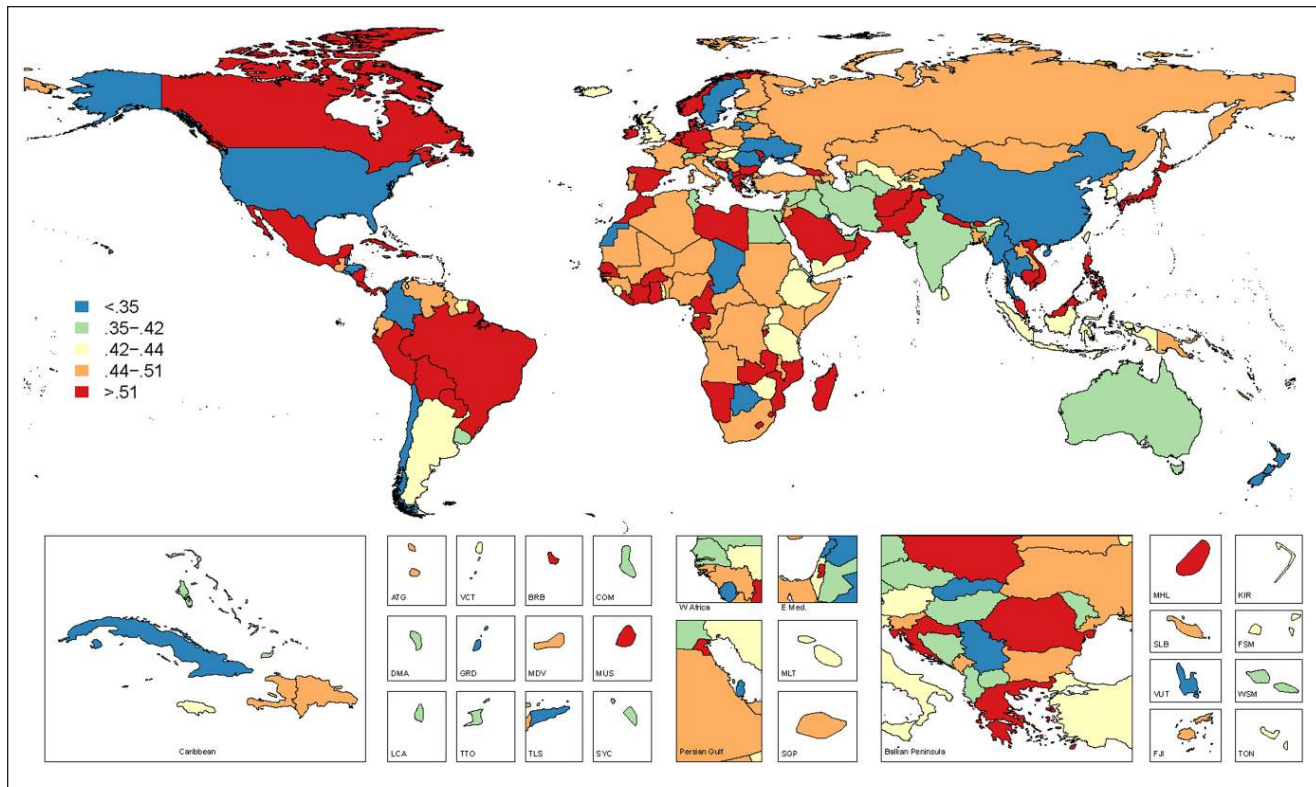 <.35
.35-.42
.42-.44
.44-.51
>.51
Caribbean
ATG
VCT
BRB
COM
DMA
GRD
MDV
MUS
LCA
TTO
TLS
SYC
W Africa
E Med.
Persian Gulf
MLT
SGP
Balkan Peninsula
MHL
KIR
SLB
FSM
VUT
WSM
FJI
TON